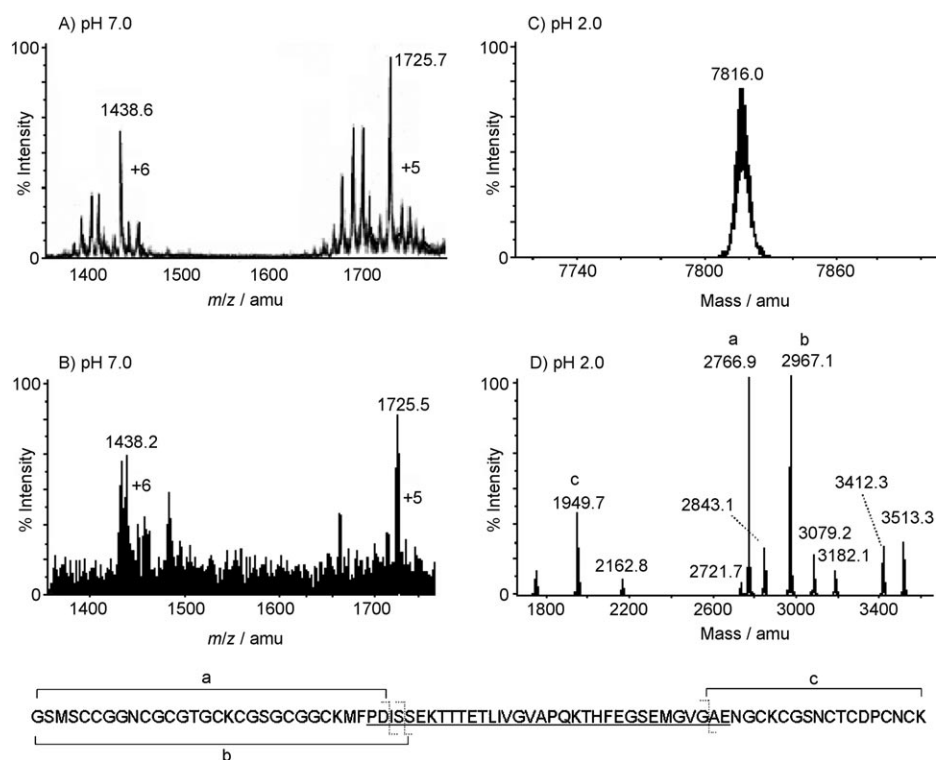 A) pH 7.0
100
% Intensity
0
1438.6
+6
1725.7
+5
1400 1500 1600 1700
m/z / amu
C) pH 2.0
100
% Intensity
0
7816.0
7740 7800 7860
Mass / amu
B) pH 7.0
100
% Intensity
0
1438.2
+6
1725.5
+5
1400 1500 1600 1700
m/z / amu
D) pH 2.0
100
% Intensity
0
a b
2766.9 2967.1
c
1949.7
2162.8
2843.1
2721.7
3412.3
3079.2
3182.1
3513.3
1800 2200 2600 3000 3400
Mass / amu
a
c
GSMSCCGGNCGCGTGCKCGSGCGGCKMFPDISSEKTTTETLIVGVAPQKTHFEGSEMGVGAENGCKCGSNCTCDPCNCK
b